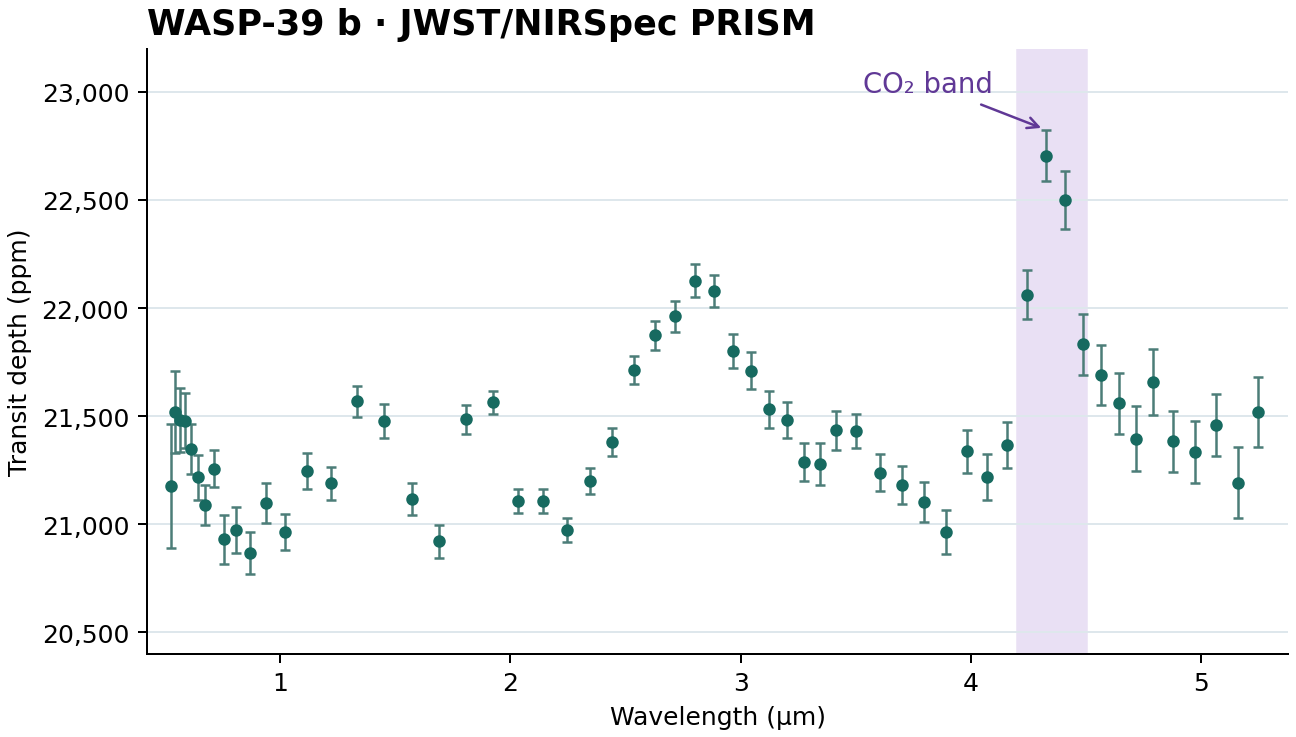 WASP-39 b · JWST/NIRSpec PRISM
CO₂ band
23,000
22,500
22,000
21,500
21,000
20,500
Transit depth (ppm)
1 2 3 4 5
Wavelength (µm)